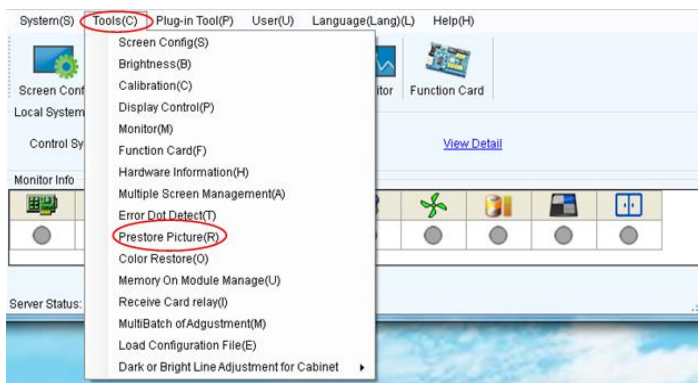 System(S) Tools(C) Plug-in Tool(P) User(U) Language(Lang)(L) Help(H)
Screen Config(S)
Brightness(B)
Calibration(C)
Display Control(P)
Monitor(M)
Function Card(F)
Hardware Information(H)
Multiple Screen Management(A)
Error Dot Detect(T)
Prestore Picture(R)
Color Restore(O)
Memory On Module Manage(U)
Receive Card relay(I)
MultiBatch ofAdgustment(M)
Load Configuration File(E)
Dark or Bright Line Adjustment for Cabinet
Screen Conf
itor
Function Card
Local System
Control Sy
View Detail
Monitor Info
Server Status: